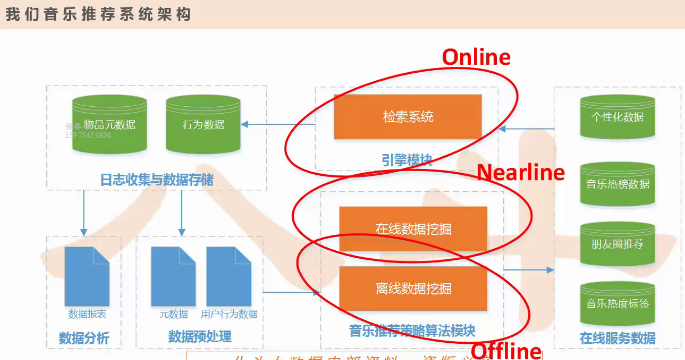 我们音乐推荐系统架构
Online
物品元数据
行为数据
检索系统
个性化数据
日志收集与数据存储
引擎模块
Nearline
音乐热榜数据
在线数据挖掘
朋友圈推荐
离线数据挖掘
数据报表
元数据
用户行为数据
音乐热度标签
数据分析
数据预处理
音乐推荐策略算法模块
在线服务数据
Offline